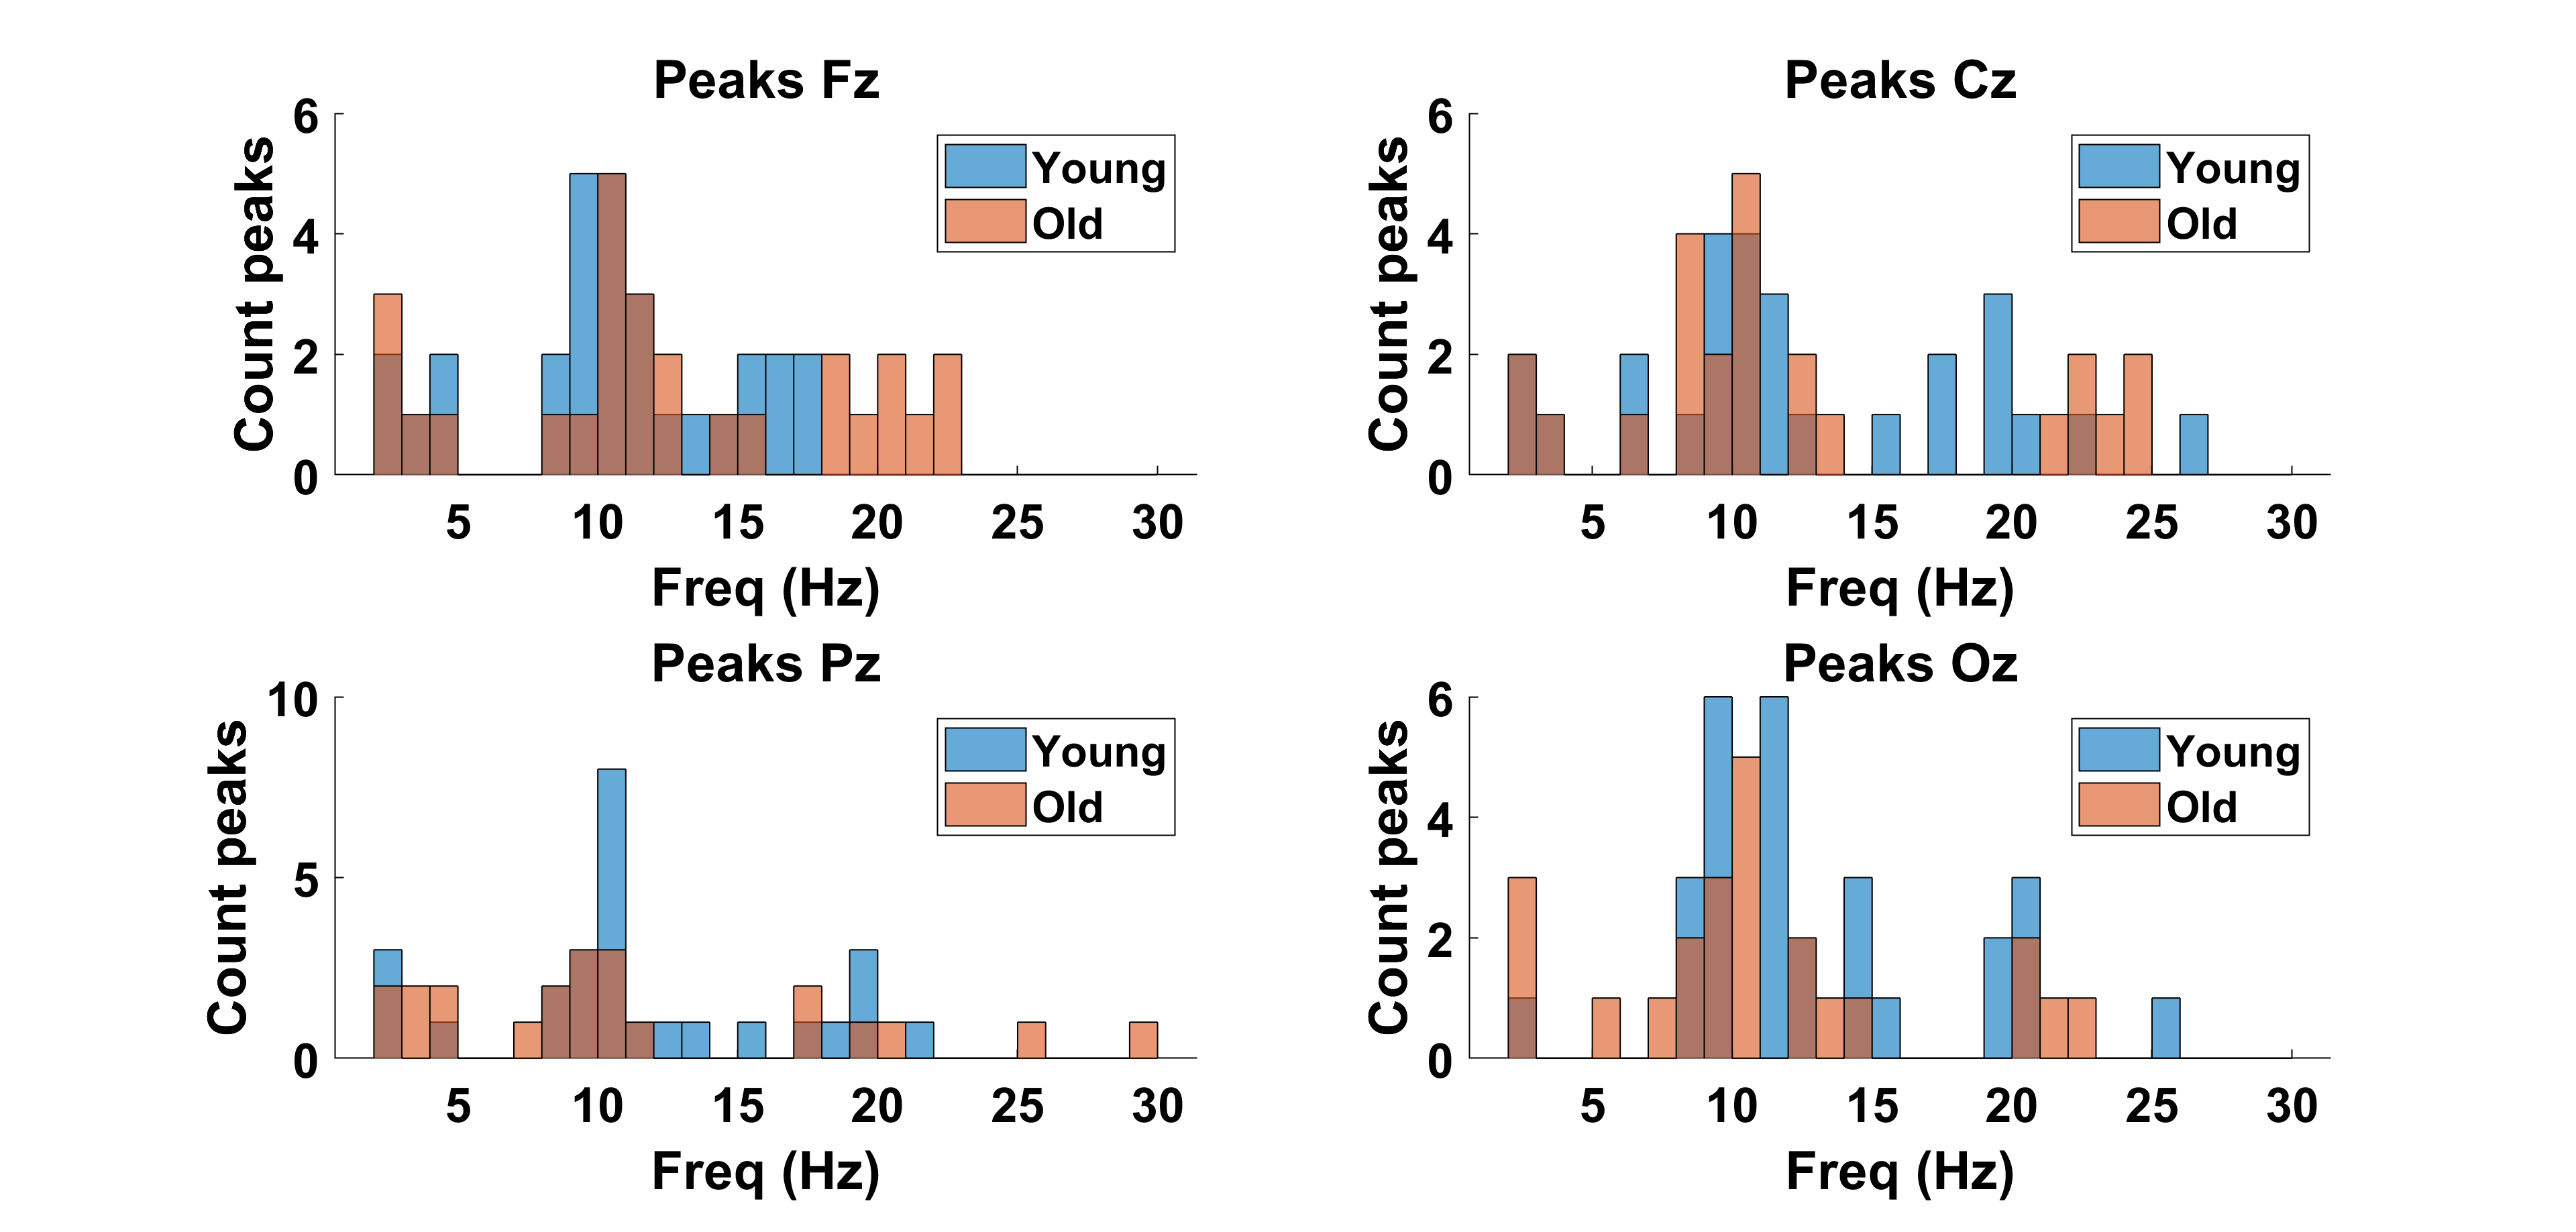 Peaks Fz
Count peaks
6
4
2
0
Young
Old
5 10 15 20 25 30
Freq (Hz)
Peaks Cz
Count peaks
6
4
2
0
Young
Old
5 10 15 20 25 30
Freq (Hz)
Peaks Pz
Count peaks
10
5
0
Young
Old
5 10 15 20 25 30
Freq (Hz)
Peaks Oz
Count peaks
6
4
2
0
Young
Old
5 10 15 20 25 30
Freq (Hz)